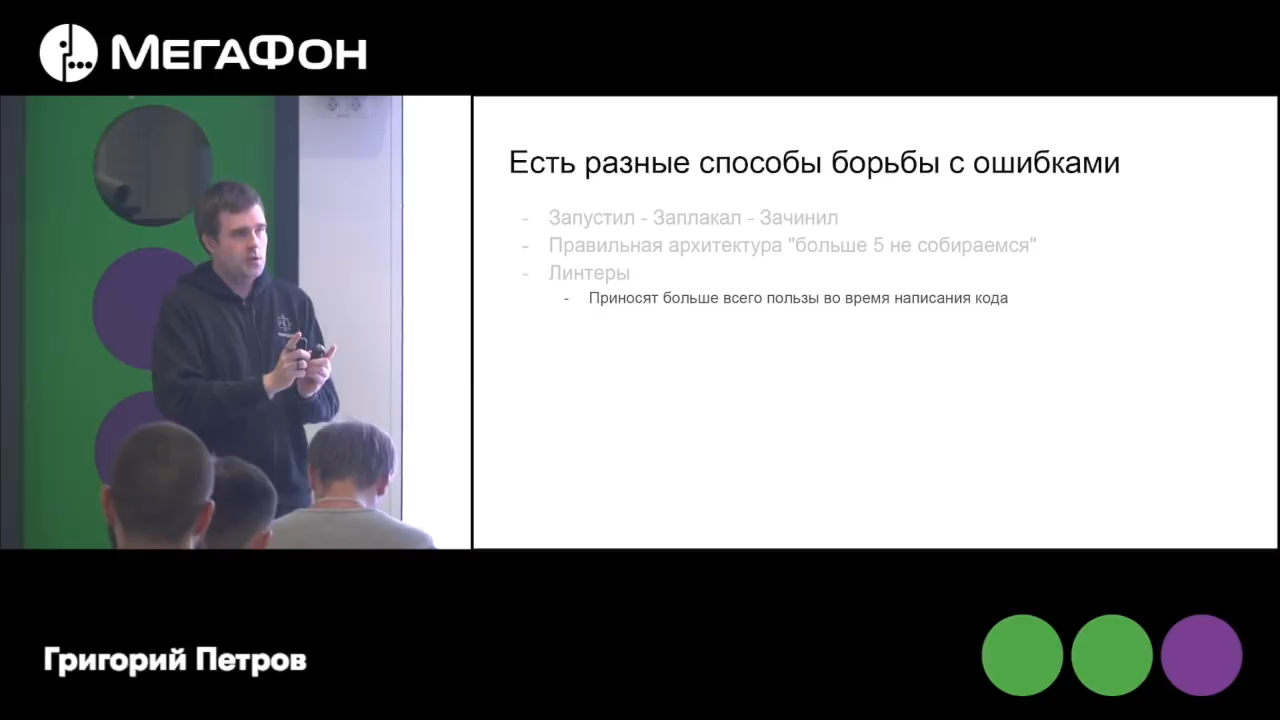 МегаФон
Есть разные способы борьбы с ошибками
- Запустил - Заплакал - Зачинил
- Правильная архитектура "больше 5 не собираемся"
- Линтеры
- Приносят больше всего пользы во время написания кода
Григорий Петров